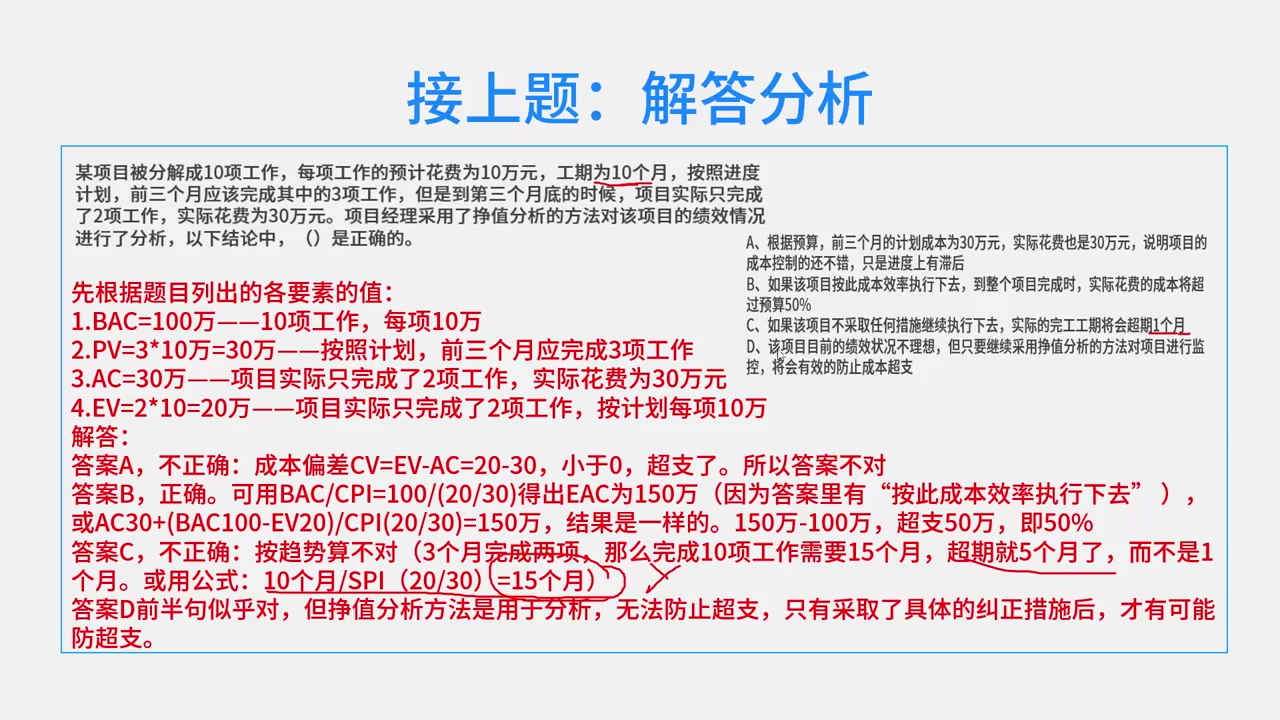 接上题：解答分析
某项目被分解成10项工作，每项工作的预计花费为10万元，工期为10个月，按照进度
计划，前三个月应该完成其中的3项工作，但是到第三个月底的时候，项目实际只完成
了2项工作，实际花费为30万元。项目经理采用了挣值分析的方法对该项目的绩效情况
进行了分析，以下结论中，（）是正确的。
A、根据预算，前三个月的计划成本为30万元，实际花费也是30万元，说明项目的
成本控制的还不错，只是进度上有滞后
B、如果该项目按此成本效率执行下去，到整个项目完成时，实际花费的成本将超
过预算50%
C、如果该项目不采取任何措施继续执行下去，实际的完工工期将会超期1个月
D、该项目目前的绩效状况不理想，但只要继续采用挣值分析的方法对项目进行监
控，将会有效的防止成本超支
先根据题目列出的各要素的值：
1.BAC=100万——10项工作，每项10万
2.PV=3*10万=30万——按照计划，前三个月应完成3项工作
3.AC=30万——项目实际只完成了2项工作，实际花费为30万元
4.EV=2*10=20万——项目实际只完成了2项工作，按计划每项10万
解答：
答案A，不正确：成本偏差CV=EV-AC=20-30，小于0，超支了。所以答案不对
答案B，正确。可用BAC/CPI=100/(20/30)得出EAC为150万（因为答案里有“按此成本效率执行下去” ），
或AC30+(BAC100-EV20)/CPI(20/30)=150万，结果是一样的。150万-100万，超支50万，即50%
答案C，不正确：按趋势算不对（3个月完成两项，那么完成10项工作需要15个月，超期就5个月了，而不是1
个月。或用公式：10个月/SPI（20/30）=15个月）
答案D前半句似乎对，但挣值分析方法是用于分析，无法防止超支，只有采取了具体的纠正措施后，才有可能
防超支。